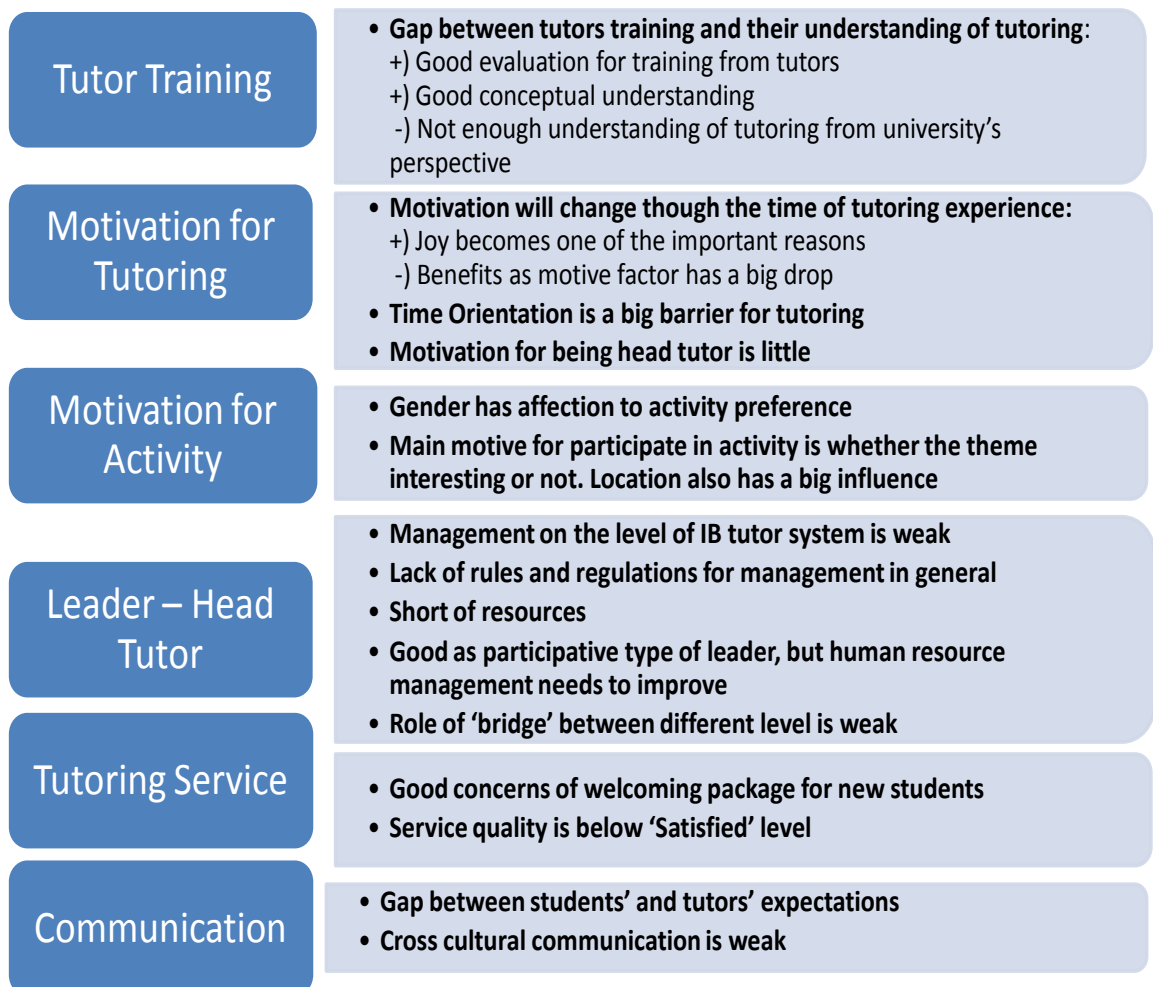 Tutor Training
• Gap between tutors training and their understanding of tutoring:
+) Good evaluation for training from tutors
+) Good conceptual understanding
-) Not enough understanding of tutoring from university's
perspective
Motivation for
Tutoring
• Motivation will change though the time of tutoring experience:
+) Joy becomes one of the important reasons
-) Benefits as motive factor has a big drop
• Time Orientation is a big barrier for tutoring
• Motivation for being head tutor is little
Motivation for
Activity
• Gender has affection to activity preference
• Main motive for participate in activity is whether the theme
interesting or not. Location also has a big influence
Leader – Head
Tutor
• Management on the level of IB tutor system is weak
• Lack of rules and regulations for management in general
• Short of resources
• Good as participative type of leader, but human resource
management needs to improve
• Role of 'bridge' between different level is weak
Tutoring Service
• Good concerns of welcoming package for new students
• Service quality is below 'Satisfied' level
Communication
• Gap between students' and tutors' expectations
• Cross cultural communication is weak